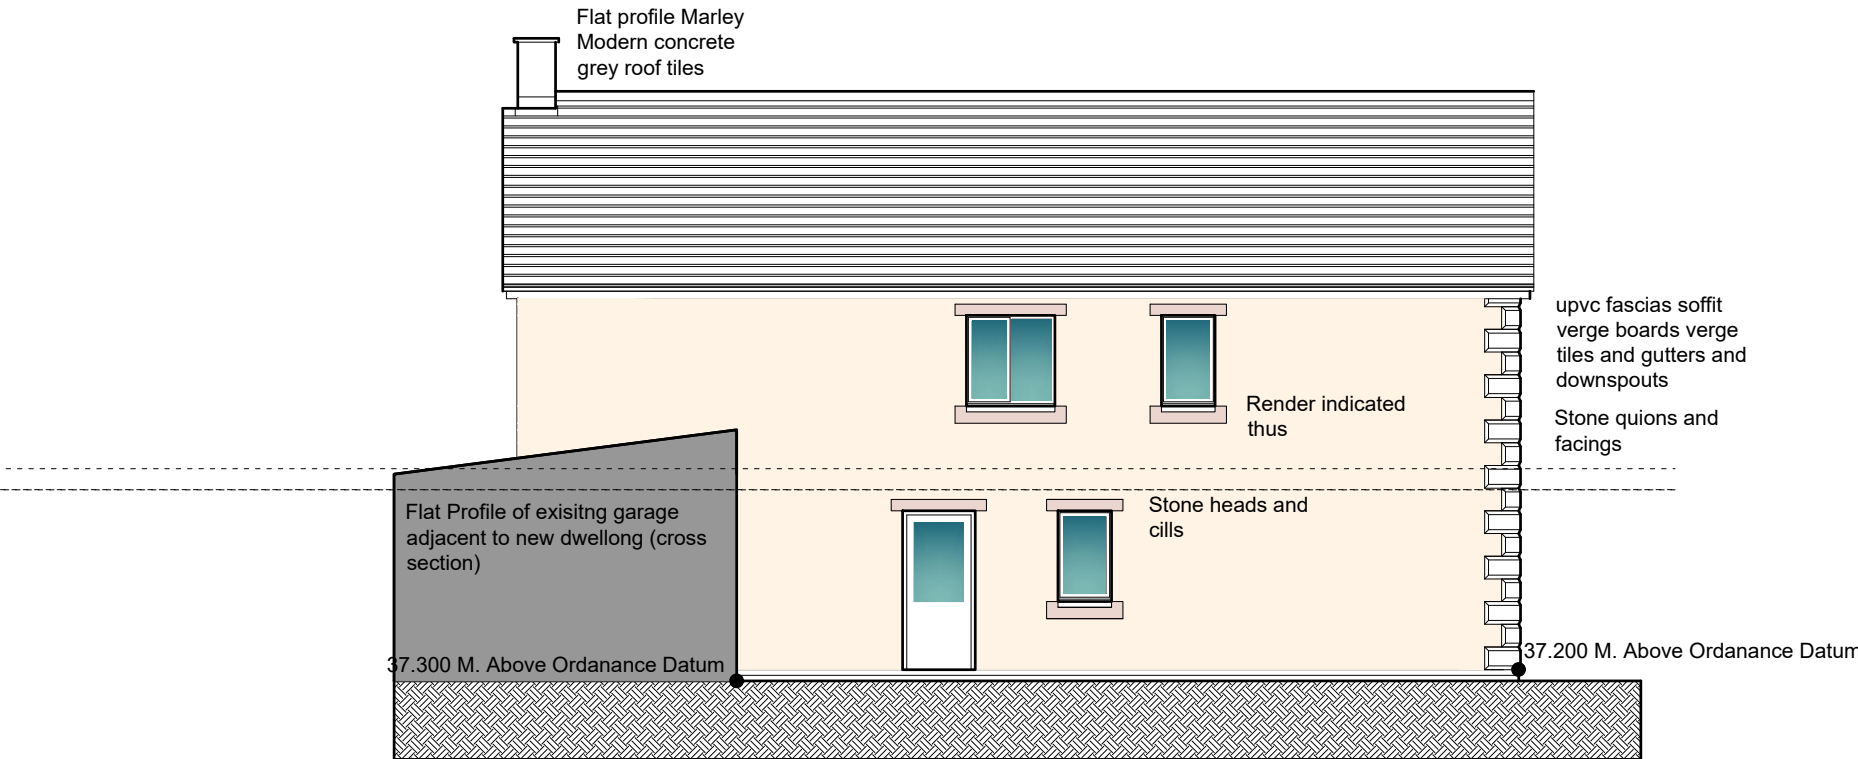 Flat profile Marley
Modern concrete
grey roof tiles
upvc fascias soffit
verge boards verge
tiles and gutters and
downspouts
Render indicated
thus
Stone quions and
facings
Stone heads and
cills
Flat Profile of exisitng garage
adjacent to new dwellong (cross
section)
37.300 M. Above Ordanance Datum
37.200 M. Above Ordanance Datum